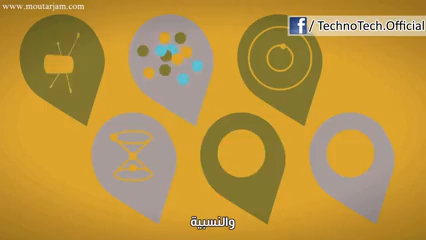 www.moutarjam.com
f / TechnoTech.Official
والنسبية